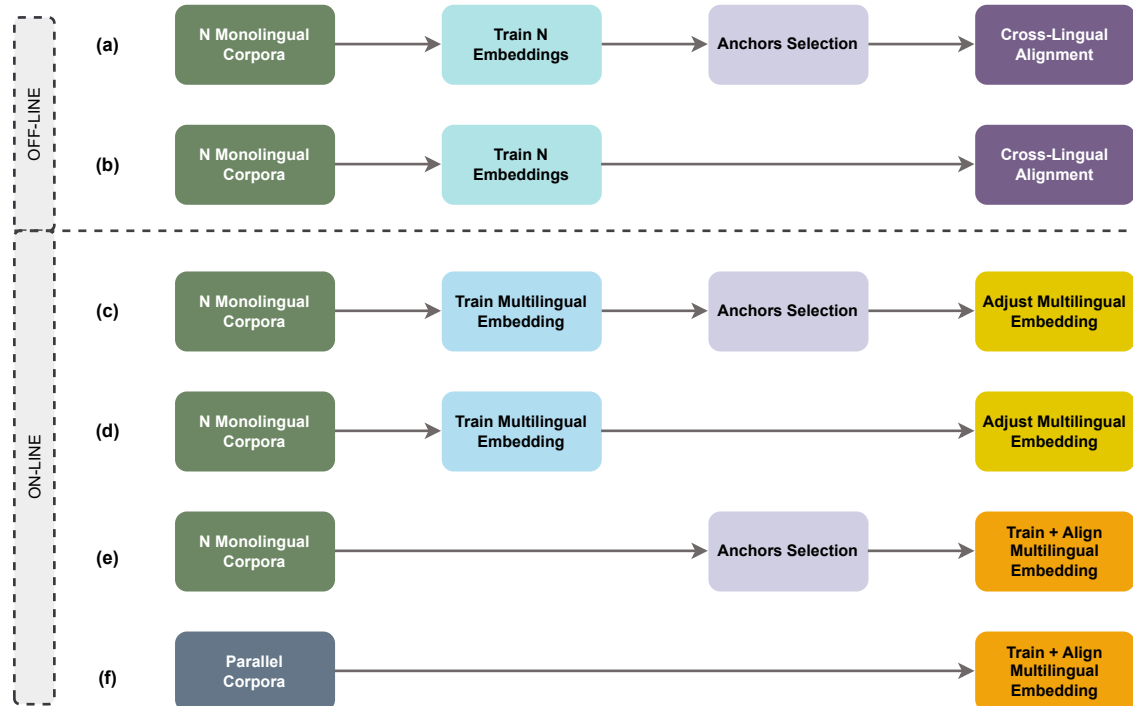 OFF-LINE
(a)
N Monolingual
Corpora
Train N
Embeddings
Anchors Selection
Cross-Lingual
Alignment
(b)
N Monolingual
Corpora
Train N
Embeddings
Cross-Lingual
Alignment
ON-LINE
(c)
N Monolingual
Corpora
Train Multilingual
Embedding
Anchors Selection
Adjust Multilingual
Embedding
(d)
N Monolingual
Corpora
Train Multilingual
Embedding
Adjust Multilingual
Embedding
(e)
N Monolingual
Corpora
Anchors Selection
Train + Align
Multilingual
Embedding
(f)
Parallel
Corpora
Train + Align
Multilingual
Embedding